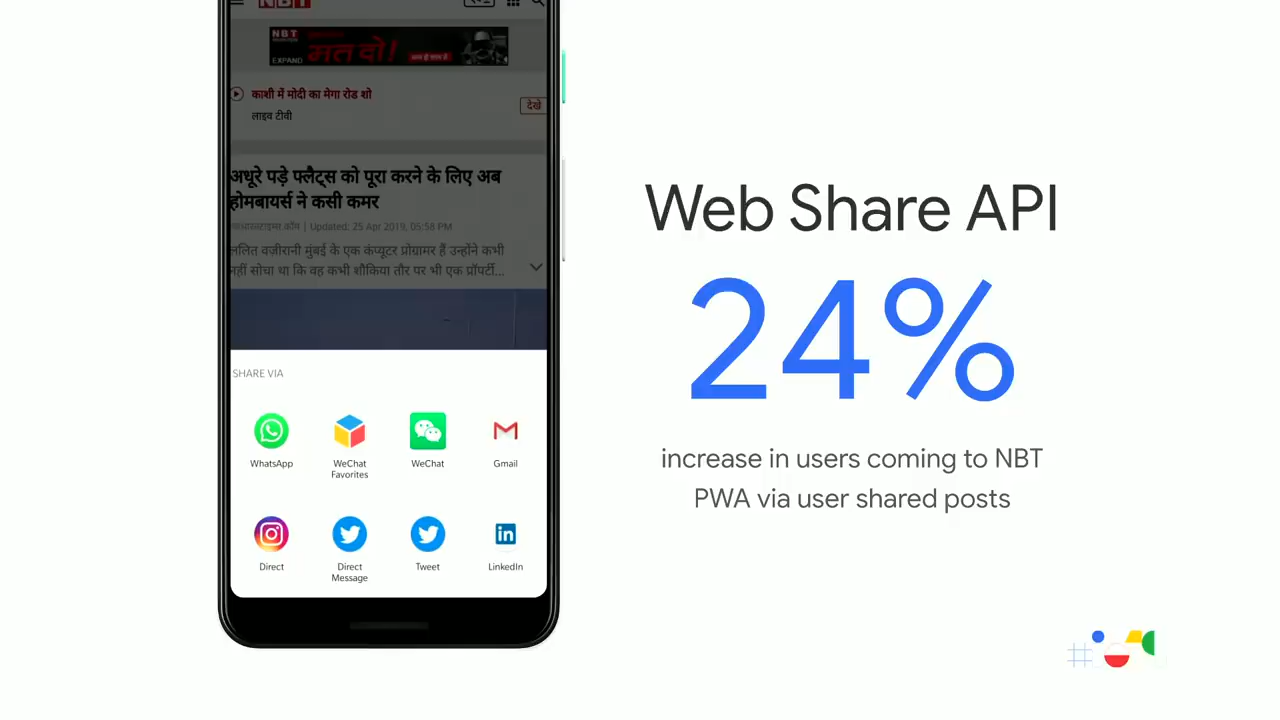 NBT
NBT
EXPAND
मत दो!
काशी में मोदी का मेगा रोड शो
देखें
लाइव टीवी
अधूरे पड़े फ्लैट्स को पूरा करने के लिए अब
होमबायर्स ने कसी कमर
| Updated: 25 Apr 2019, 05:58 PM
ललित वज़ीरानी मुंबई के एक कंप्यूटर प्रोग्रामर हैं उन्होंने कभी
नहीं सोचा था कि वह कभी शौकिया तौर पर भी एक प्रॉपर्टी...
SHARE VIA
WhatsApp
WeChat
Favorites
WeChat
Gmail
Direct
Direct
Message
Tweet
LinkedIn
in
Web Share API
24%
increase in users coming to NBT
PWA via user shared posts